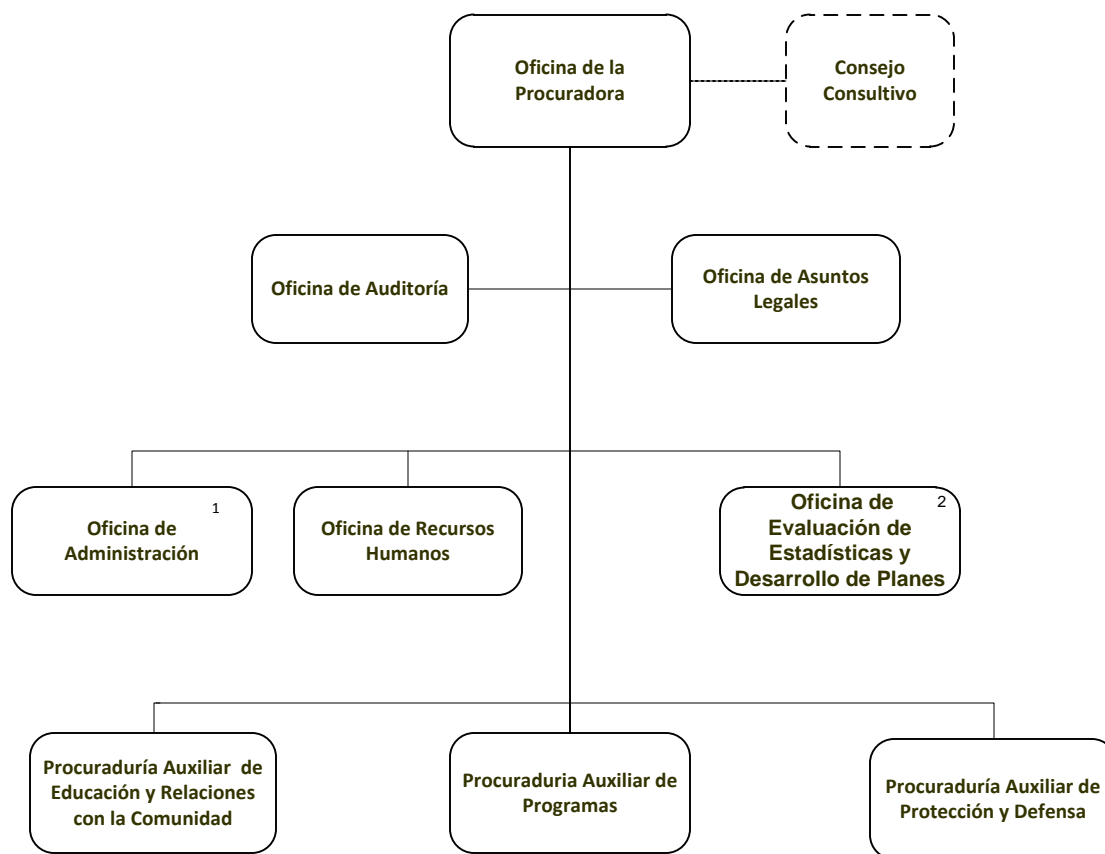 Oficina de la
Procuradora
Consejo
Consultivo
Oficina de Auditoría
Oficina de Asuntos
Legales
1
Oficina de
Administración
Oficina de Recursos
Humanos
2
Oficina de
Evaluación de
Estadísticas y
Desarrollo de Planes
Procuraduría Auxiliar de
Educación y Relaciones
con la Comunidad
Procuraduria Auxiliar de
Programas
Procuraduría Auxiliar de
Protección y Defensa